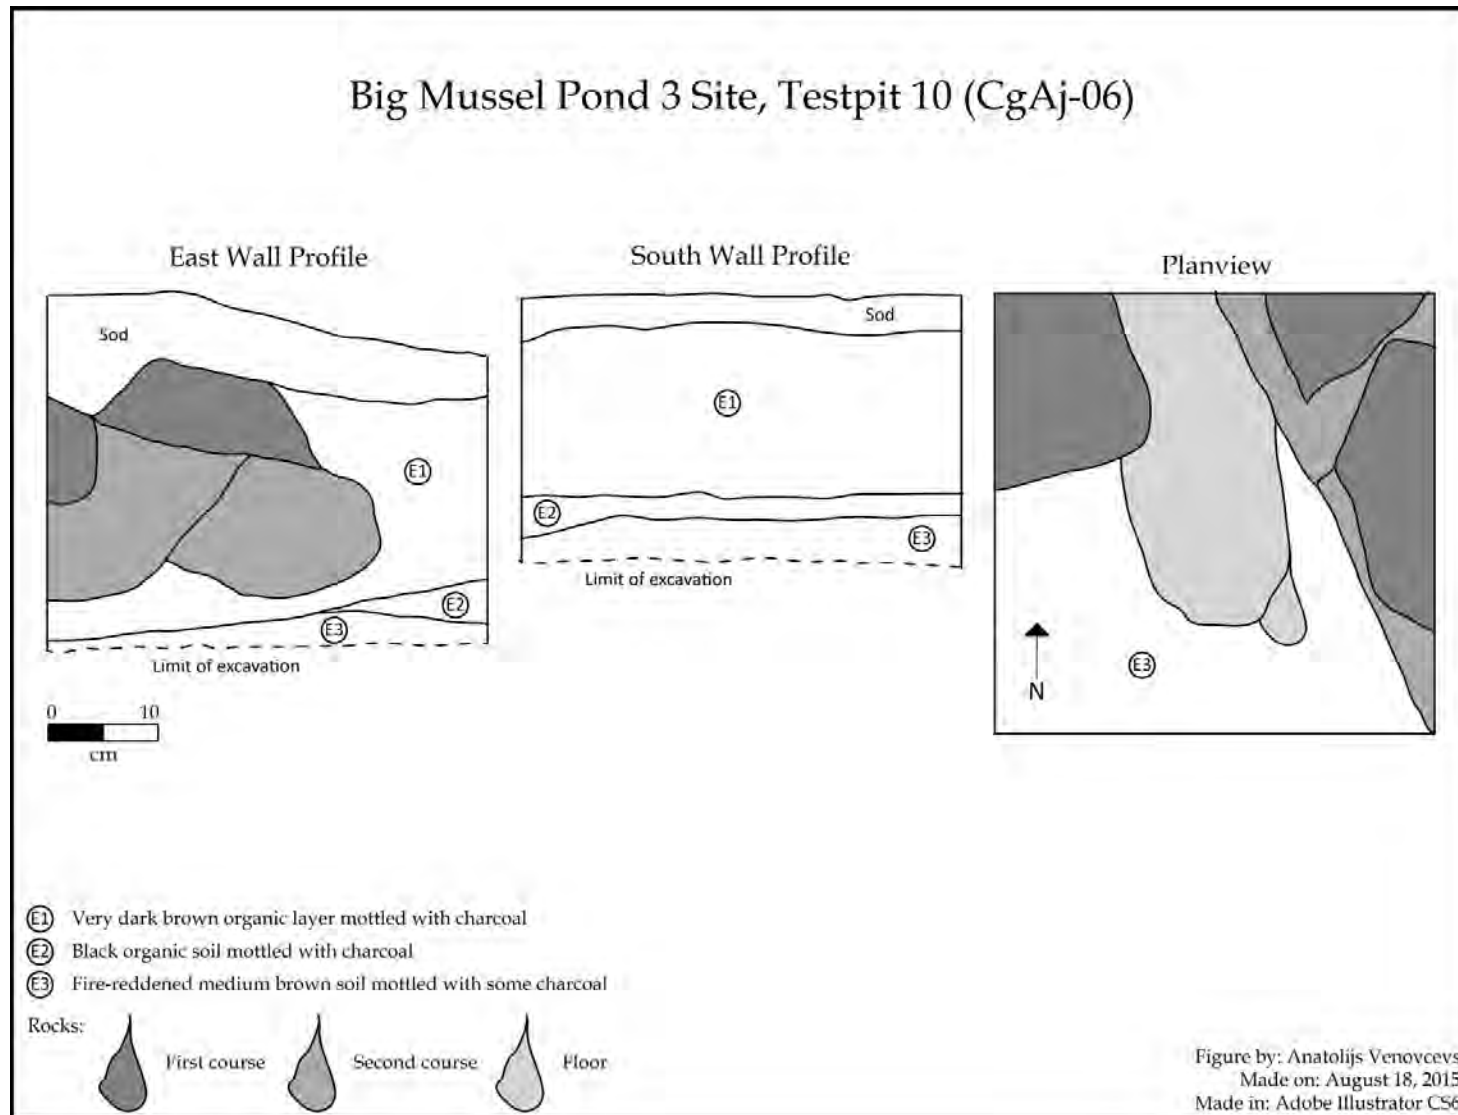 Big Mussel Pond 3 Site, Testpit 10 (CgAj-06)
East Wall Profile
Sod
E1
E2
E3
Limit of excavation
0 10
cm
South Wall Profile
Sod
E1
E2
E3
Limit of excavation
Planview
E3
N
E1 Very dark brown organic layer mottled with charcoal
E2 Black organic soil mottled with charcoal
E3 Fire-reddened medium brown soil mottled with some charcoal
Rocks:
First course
Second course
Floor
Figure by: Anatolijs Venovcevs
Made on: August 18, 2015
Made in: Adobe Illustrator CS6